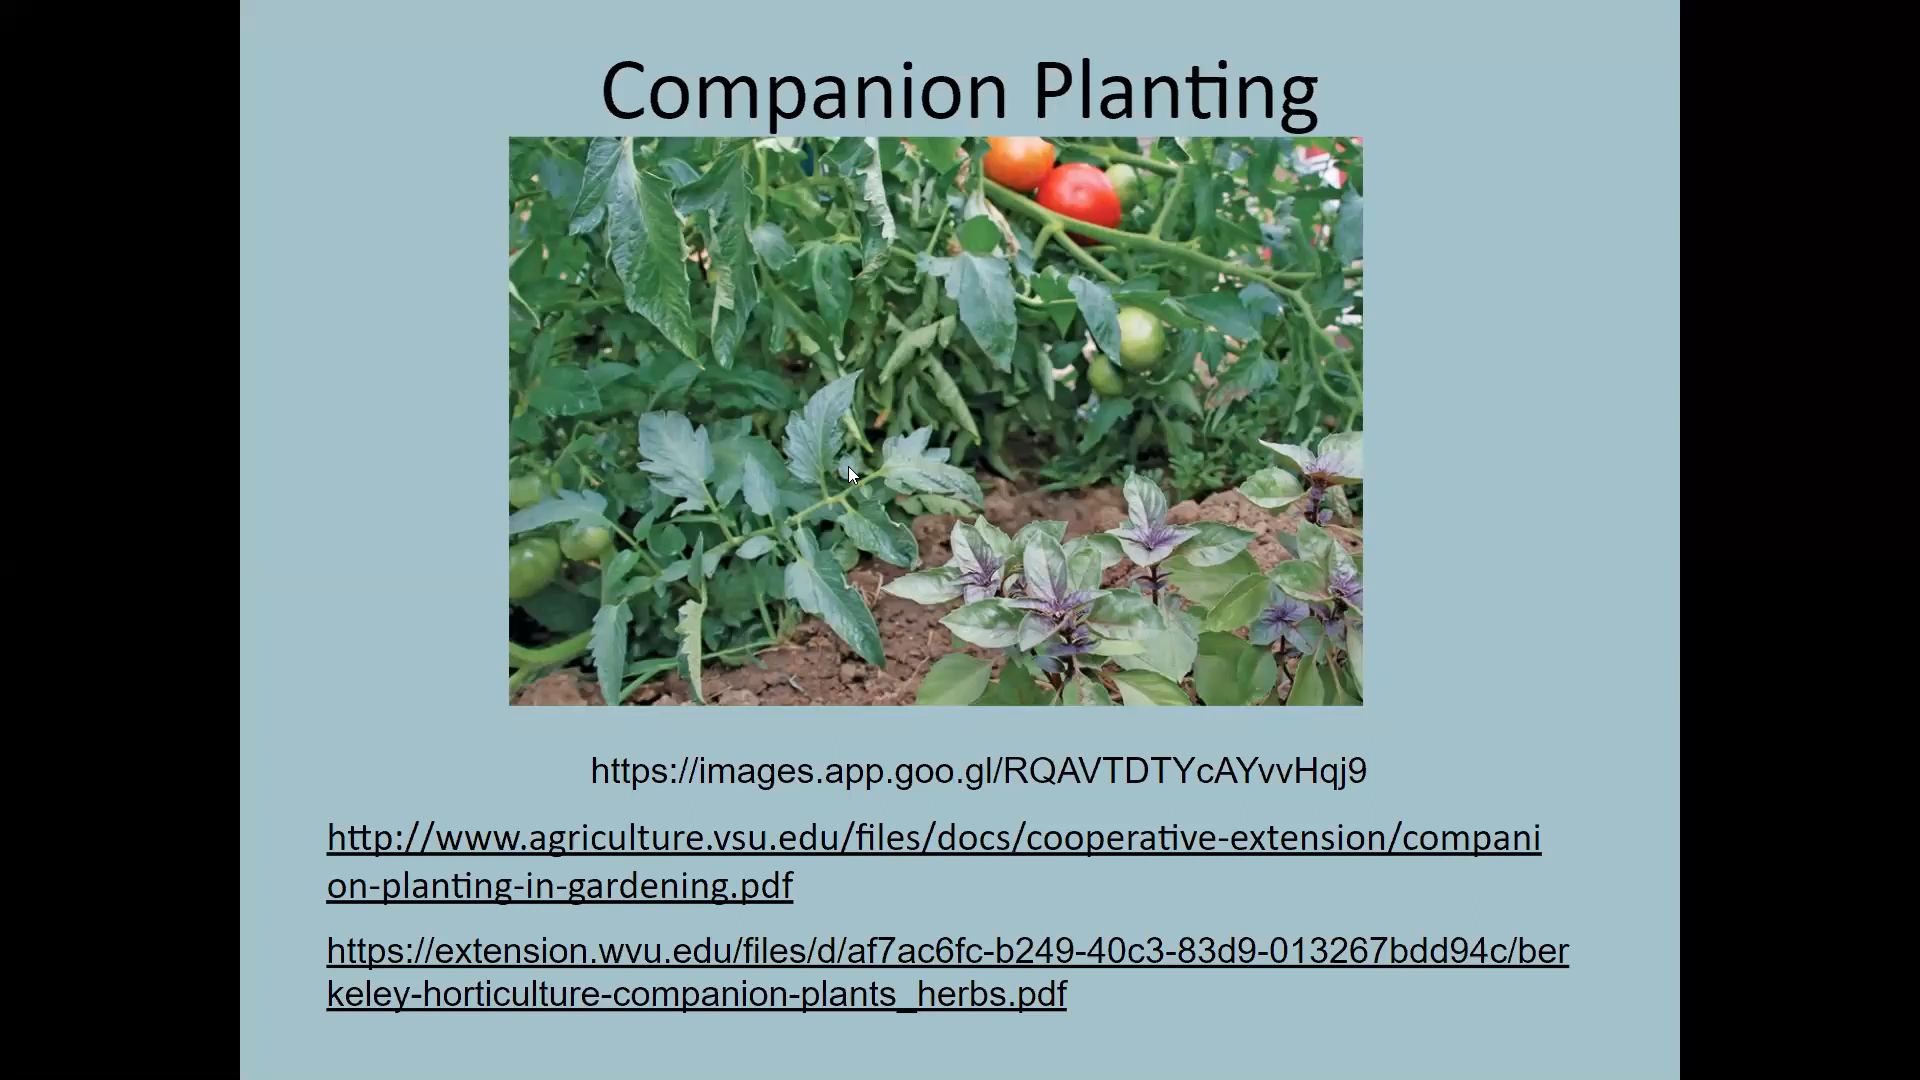 Companion Planting
https://images.app.goo.gl/RQAVTDTYcAYvvHqj9
http://www.agriculture.vsu.edu/files/docs/cooperative-extension/compani
on-planting-in-gardening.pdf
https://extension.wvu.edu/files/d/af7ac6fc-b249-40c3-83d9-013267bdd94c/ber
keley-horticulture-companion-plants_herbs.pdf